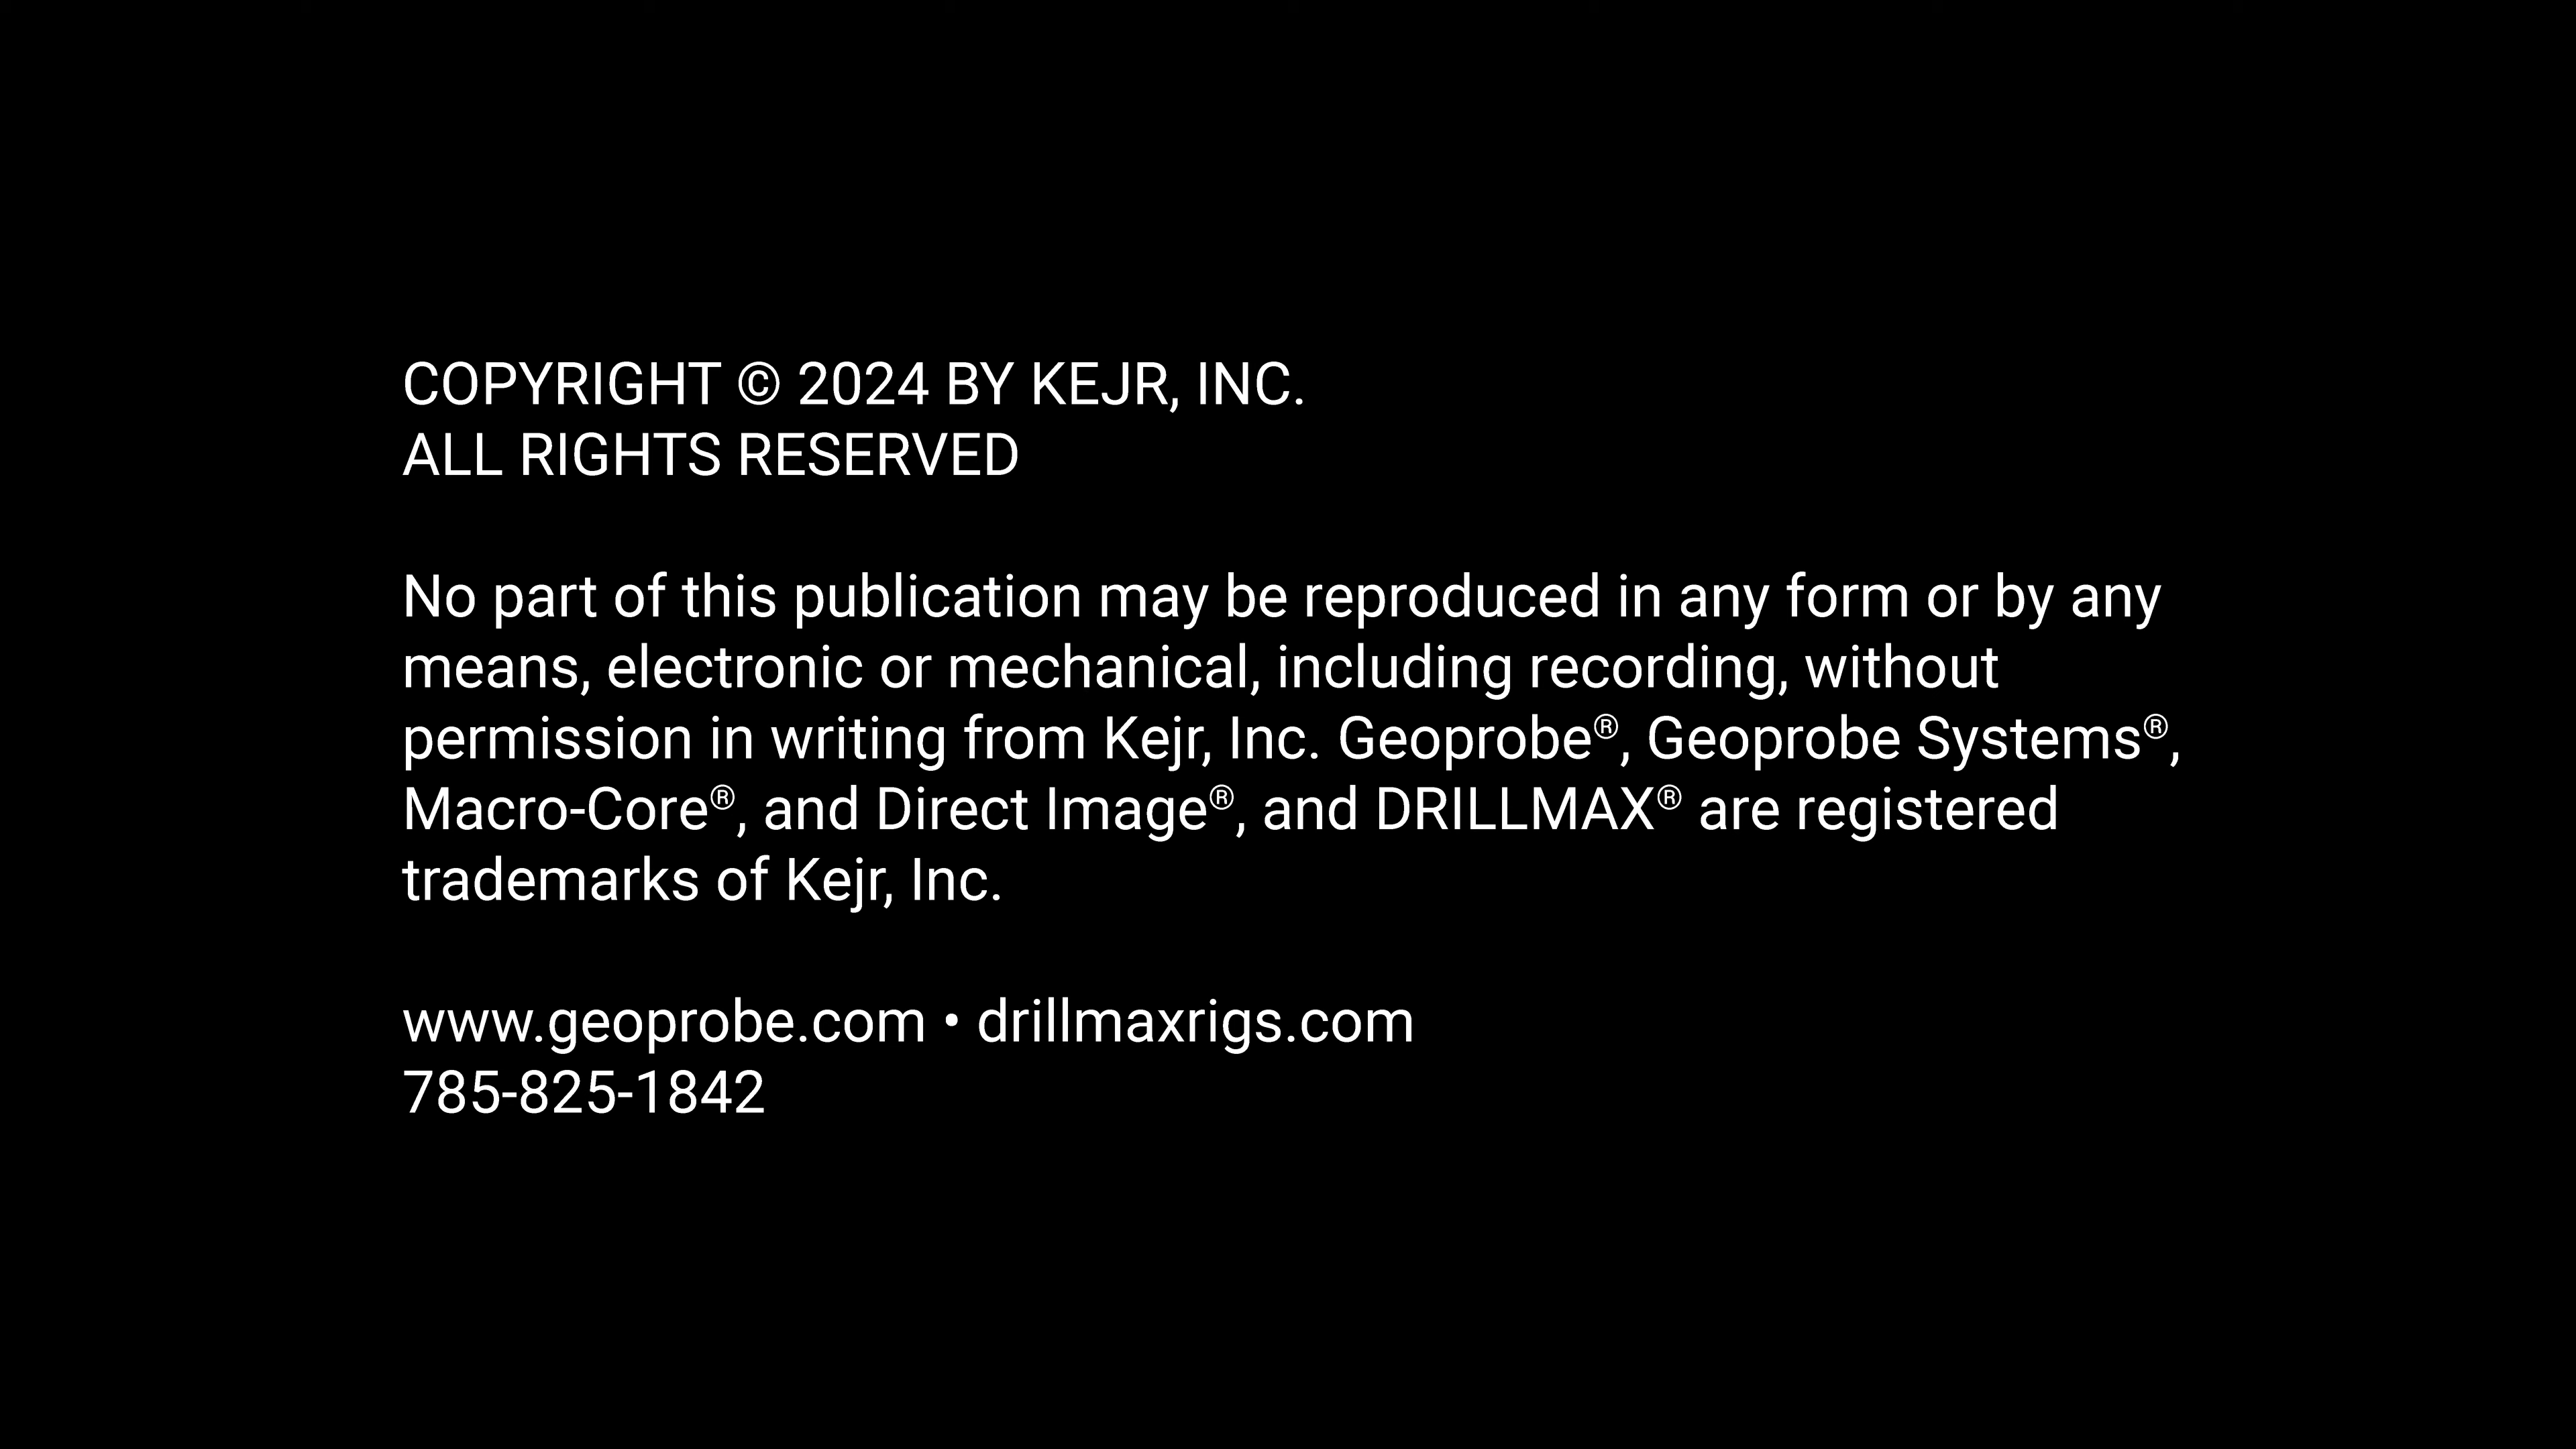 COPYRIGHT © 2024 BY KEJR, INC.
ALL RIGHTS RESERVED
No part of this publication may be reproduced in any form or by any
means, electronic or mechanical, including recording, without
permission in writing from Kejr, Inc. Geoprobe®, Geoprobe Systems®,
Macro-Core®, and Direct Image®, and DRILLMAX® are registered
trademarks of Kejr, Inc.
www.geoprobe.com • drillmaxrigs.com
785-825-1842